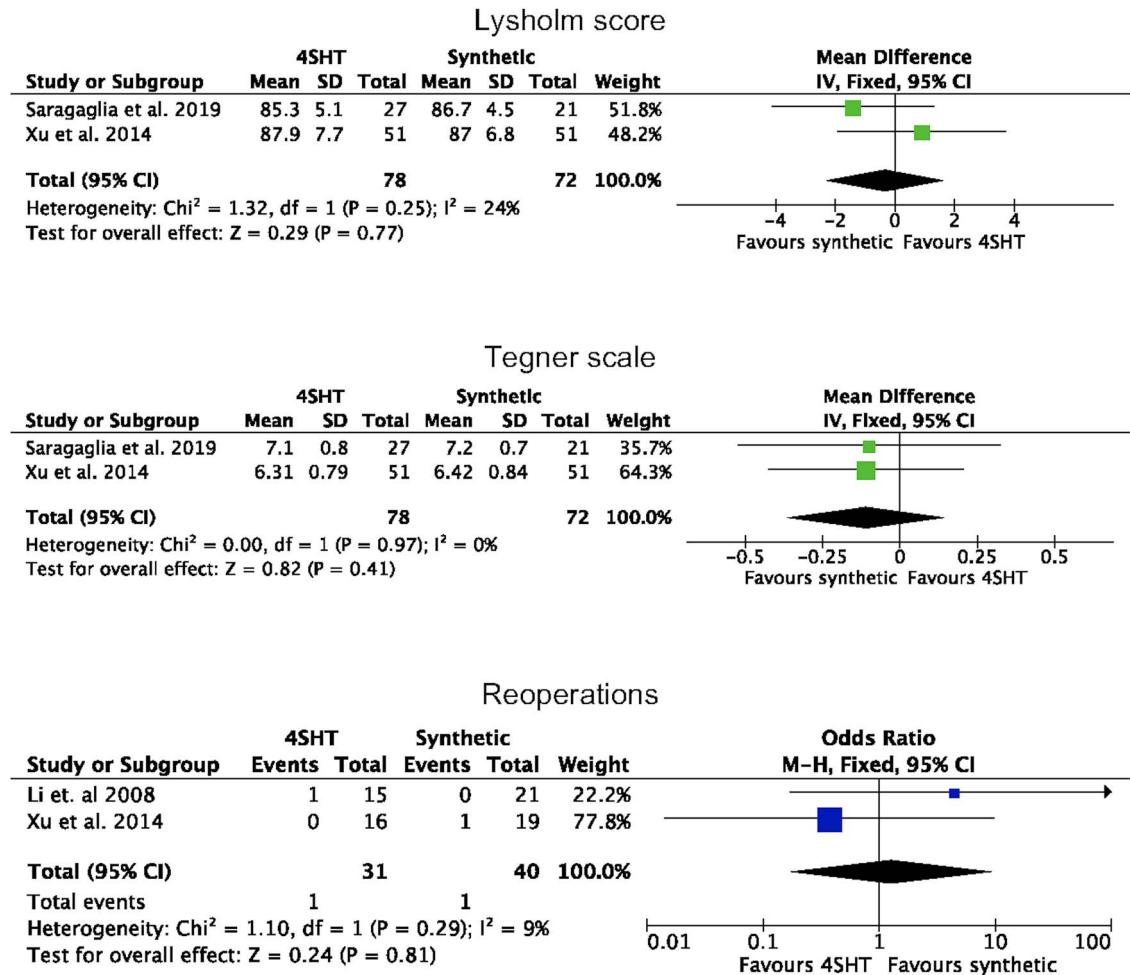 Lysholm score
4SHT Synthetic Mean Difference
Study or Subgroup Mean SD Total Mean SD Total Weight IV, Fixed, 95% CI
Saragaglia et al. 2019 85.3 5.1 27 86.7 4.5 21 51.8%
Xu et al. 2014 87.9 7.7 51 87 6.8 51 48.2%
Total (95% CI) 78 72 100.0%
Heterogeneity: Chi² = 1.32, df = 1 (P = 0.25); I² = 24%
Test for overall effect: Z = 0.29 (P = 0.77)
-4 -2 0 2 4
Favours synthetic Favours 4SHT
Tegner scale
4SHT Synthetic Mean Difference
Study or Subgroup Mean SD Total Mean SD Total Weight IV, Fixed, 95% CI
Saragaglia et al. 2019 7.1 0.8 27 7.2 0.7 21 35.7%
Xu et al. 2014 6.31 0.79 51 6.42 0.84 51 64.3%
Total (95% CI) 78 72 100.0%
Heterogeneity: Chi² = 0.00, df = 1 (P = 0.97); I² = 0%
Test for overall effect: Z = 0.82 (P = 0.41)
-0.5 -0.25 0 0.25 0.5
Favours synthetic Favours 4SHT
Reoperations
4SHT Synthetic Odds Ratio
Study or Subgroup Events Total Events Total Weight M-H, Fixed, 95% CI
Li et. al 2008 1 15 0 21 22.2%
Xu et al. 2014 0 16 1 19 77.8%
Total (95% CI) 31 40 100.0%
Total events 1 1
Heterogeneity: Chi² = 1.10, df = 1 (P = 0.29); I² = 9%
Test for overall effect: Z = 0.24 (P = 0.81)
0.01 0.1 1 10 100
Favours 4SHT Favours synthetic